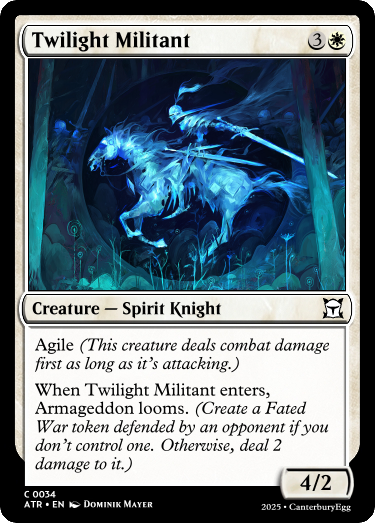 Twilight Militant 3
Creature — Spirit Knight
Agile (This creature deals combat damage
first as long as it's attacking.)
When Twilight Militant enters,
Armageddon looms. (Create a Fated
War token defended by an opponent if you
don't control one. Otherwise, deal 2
damage to it.)
4/2
C 0034
ATR • EN Dominik Mayer
2025 • CanterburyEgg